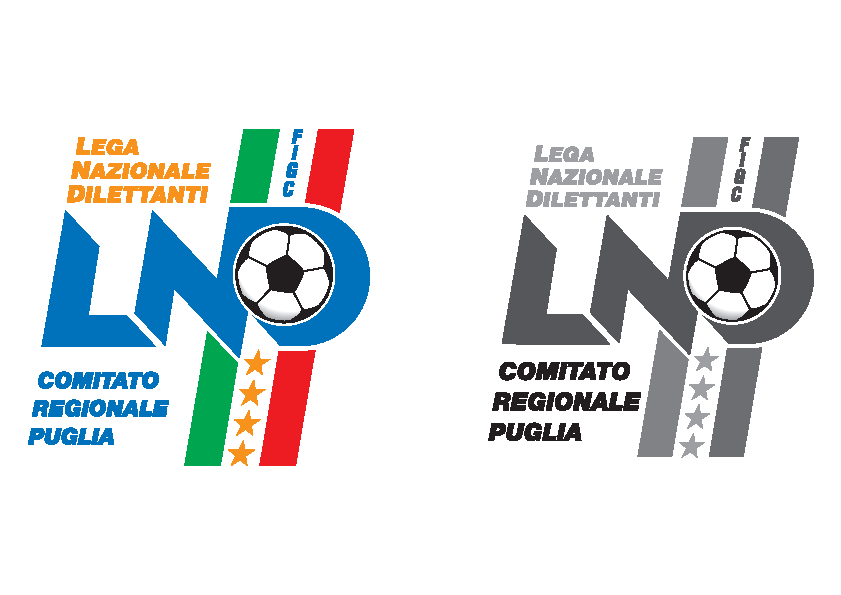 LEGA
NAZIONALE
DILETTANTI
FIGC
LND
COMITATO
REGIONALE
PUGLIA
LEGA
NAZIONALE
DILETTANTI
FIGC
LND
COMITATO
REGIONALE
PUGLIA